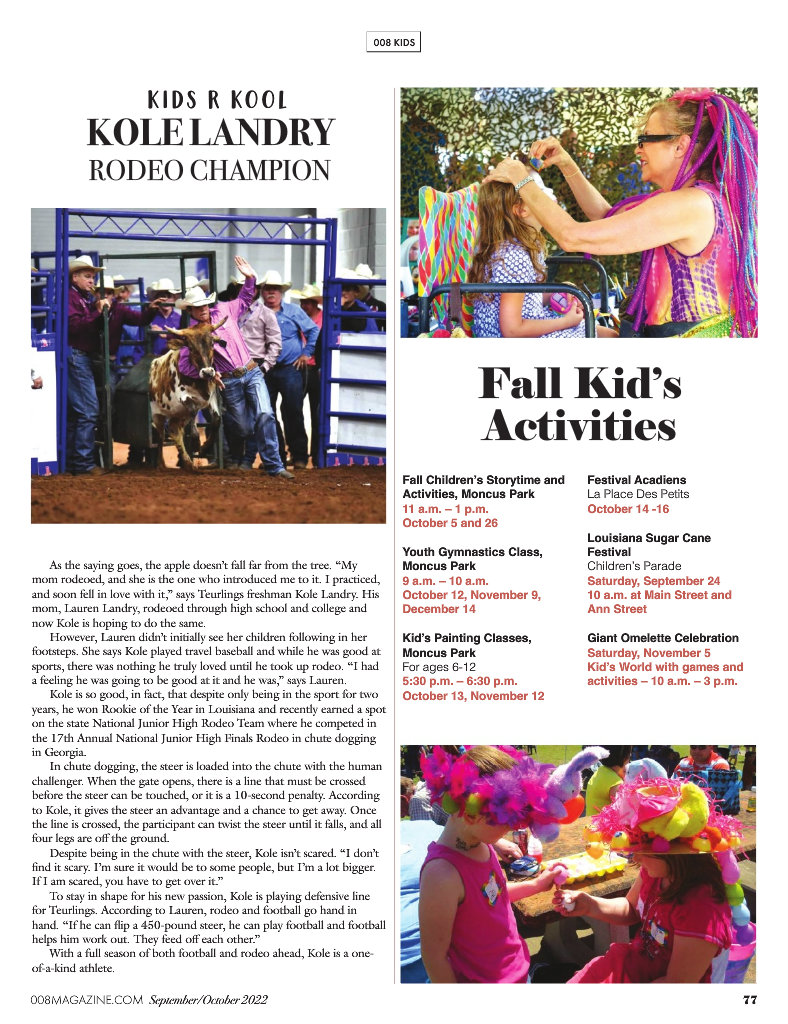 008 KIDS
KIDS R KOOL
KOLE LANDRY
RODEO CHAMPION
As the saying goes, the apple doesn't fall far from the tree. “My
mom rodeoed, and she is the one who introduced me to it. I practiced,
and soon fell in love with it,” says Teurlings freshman Kole Landry. His
mom, Lauren Landry, rodeoed through high school and college and
now Kole is hoping to do the same.
However, Lauren didn't initially see her children following in her
footsteps. She says Kole played travel baseball and while he was good at
sports, there was nothing he truly loved until he took up rodeo. “I had
a feeling he was going to be good at it and he was,” says Lauren.
Kole is so good, in fact, that despite only being in the sport for two
years, he won Rookie of the Year in Louisiana and recently earned a spot
on the state National Junior High Rodeo Team where he competed in
the 17th Annual National Junior High Finals Rodeo in chute dogging
in Georgia.
In chute dogging, the steer is loaded into the chute with the human
challenger. When the gate opens, there is a line that must be crossed
before the steer can be touched, or it is a 10-second penalty. According
to Kole, it gives the steer an advantage and a chance to get away. Once
the line is crossed, the participant can twist the steer until it falls, and all
four legs are off the ground.
Despite being in the chute with the steer, Kole isn't scared. “I don't
find it scary. I'm sure it would be to some people, but I'm a lot bigger.
If I am scared, you have to get over it.”
To stay in shape for his new passion, Kole is playing defensive line
for Teurlings. According to Lauren, rodeo and football go hand in
hand. “If he can flip a 450-pound steer, he can play football and football
helps him work out. They feed off each other.”
With a full season of both football and rodeo ahead, Kole is a one-
of-a-kind athlete.
Fall Kid's
Activities
Fall Children's Storytime and
Activities, Moncus Park
11 a.m. – 1 p.m.
October 5 and 26
Youth Gymnastics Class,
Moncus Park
9 a.m. – 10 a.m.
October 12, November 9,
December 14
Kid's Painting Classes,
Moncus Park
For ages 6-12
5:30 p.m. – 6:30 p.m.
October 13, November 12
Festival Acadiens
La Place Des Petits
October 14 -16
Louisiana Sugar Cane
Festival
Children's Parade
Saturday, September 24
10 a.m. at Main Street and
Ann Street
Giant Omelette Celebration
Saturday, November 5
Kid's World with games and
activities – 10 a.m. – 3 p.m.
008MAGAZINE.COM September/October 2022
77